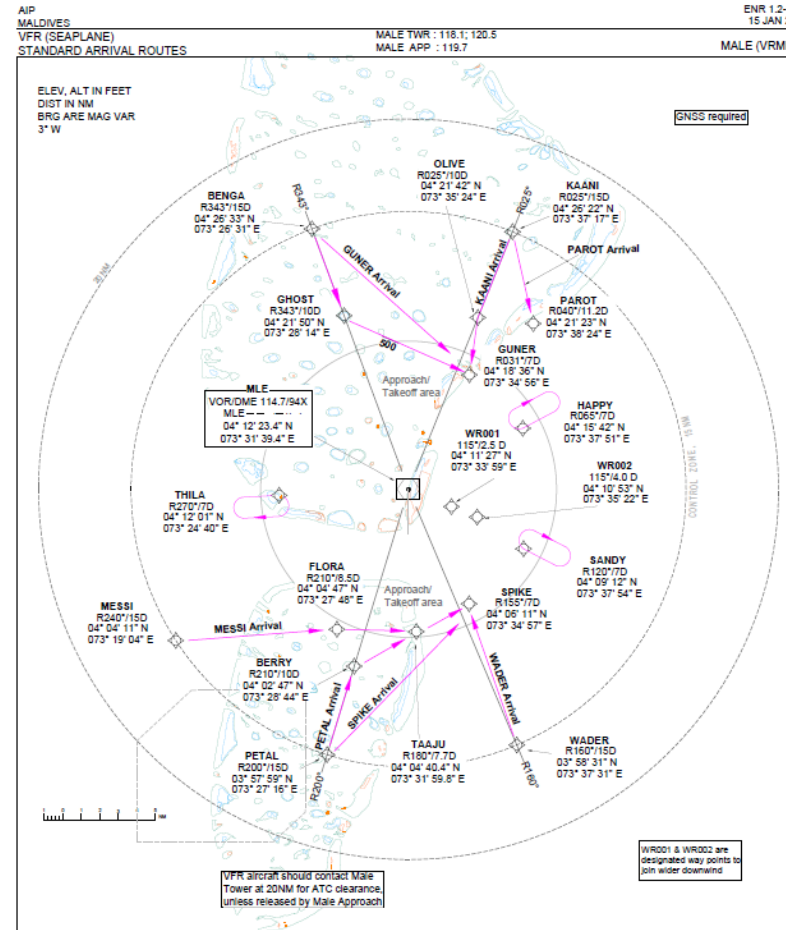 AIP
MALDIVES
ENR 1.2-
15 JAN
VFR (SEAPLANE)
STANDARD ARRIVAL ROUTES
MALE TWR : 118.1; 120.5
MALE APP : 119.7
MALE (VRM
ELEV, ALT IN FEET
DIST IN NM
BRG ARE MAG VAR
3° W
GNSS required
OLIVE
R025°/10D
04° 21' 42" N
073° 35' 24" E
BENGA
R343°/15D
04° 26' 33" N
073° 26' 31" E
R343°
R025°
KAANI
R025°/15D
04° 26' 22" N
073° 37' 17" E
GUNER Arrival
KAANI Arrival
PAROT Arrival
20 NM
GHOST
R343°/10D
04° 21' 50" N
073° 28' 14" E
PAROT
R040°/11.2D
04° 21' 23" N
073° 38' 24" E
500
GUNER
R031°/7D
04° 18' 36" N
073° 34' 56" E
Approach/
Takeoff area
MLE
VOR/DME 114.7/94X
MLE
04° 12' 23.4" N
073° 31' 39.4" E
HAPPY
R065°/7D
04° 15' 42" N
073° 37' 51" E
WR001
115°/2.5 D
04° 11' 27" N
073° 33' 59" E
WR002
115°/4.0 D
04° 10' 53" N
073° 35' 22" E
CONTROL ZONE, 15 NM
THILA
R270°/7D
04° 12' 01" N
073° 24' 40" E
FLORA
R210°/8.5D
04° 04' 47" N
073° 27' 48" E
Approach/
Takeoff area
SANDY
R120°/7D
04° 09' 12" N
073° 37' 54" E
SPIKE
R155°/7D
04° 06' 11" N
073° 34' 57" E
MESSI
R240°/15D
04° 04' 11" N
073° 19' 04" E
MESSI Arrival
BERRY
R210°/10D
04° 02' 47" N
073° 28' 44" E
PETAL Arrival
SPIKE Arrival
WADER Arrival
PETAL
R200°/15D
03° 57' 59" N
073° 27' 16" E
TAAJU
R180°/7.7D
04° 04' 40.4" N
073° 31' 59.8" E
WADER
R160°/15D
03° 58' 31" N
073° 37' 31" E
R200°
R160°
1 0 1 2 3 5
NM
WR001 & WR002 are
designated way points to
join wider downwind
VFR aircraft should contact Male
Tower at 20NM for ATC clearance,
unless released by Male Approach